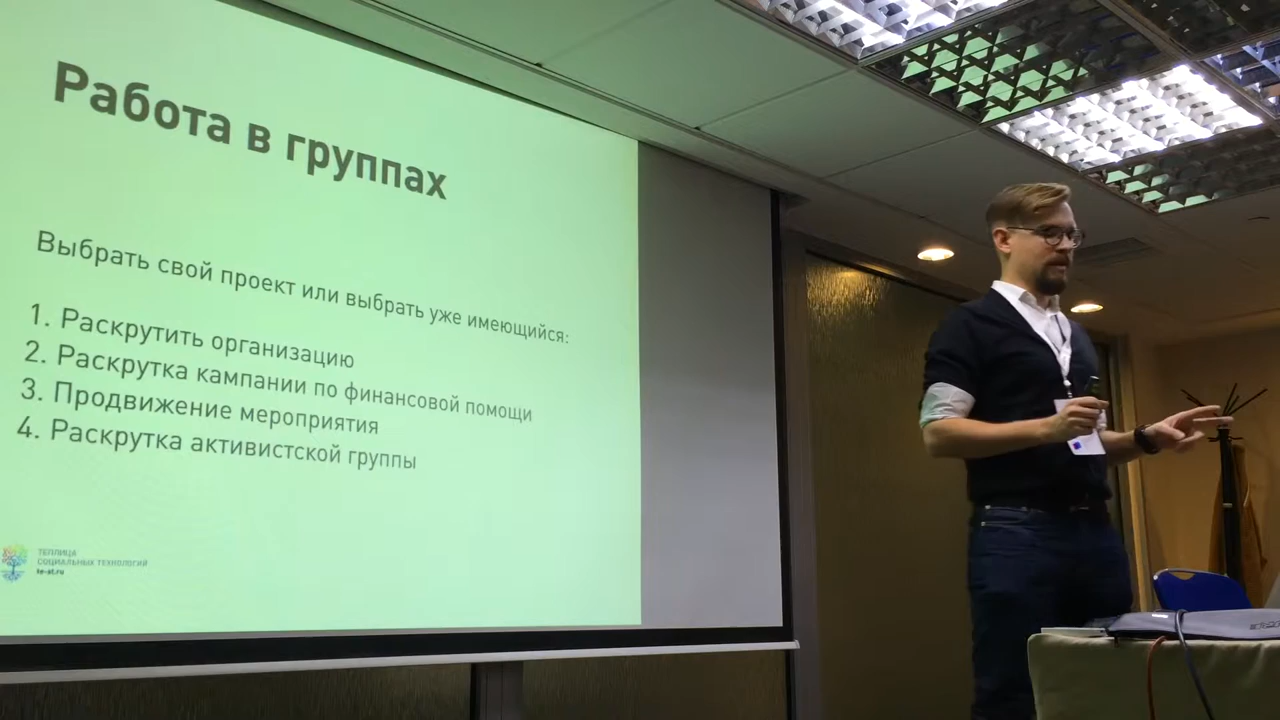 Работа в группах
Выбрать свой проект или выбрать уже имеющийся:
1. Раскрутить организацию
2. Раскрутка кампании по финансовой помощи
3. Продвижение мероприятия
4. Раскрутка активистской группы
ТЕПЛИЦА
СОЦИАЛЬНЫХ ТЕХНОЛОГИЙ
te-st.ru